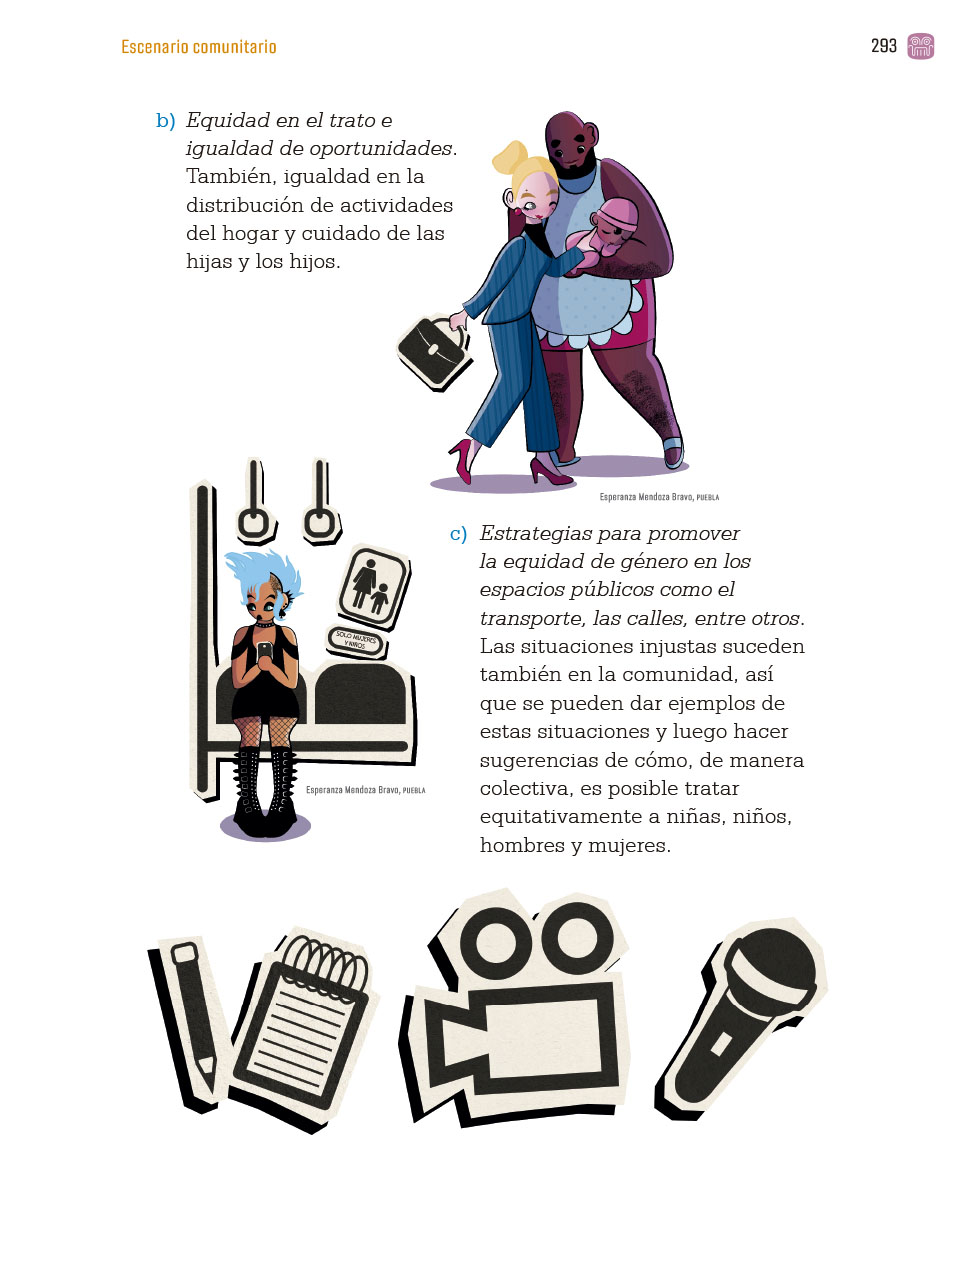 Escenario comunitario
293
b) Equidad en el trato e
igualdad de oportunidades.
También, igualdad en la
distribución de actividades
del hogar y cuidado de las
hijas y los hijos.
Esperanza Mendoza Bravo, PUEBLA
SOLO MUJERES
Y NIÑOS
Esperanza Mendoza Bravo, PUEBLA
c) Estrategias para promover
la equidad de género en los
espacios públicos como el
transporte, las calles, entre otros.
Las situaciones injustas suceden
también en la comunidad, así
que se pueden dar ejemplos de
estas situaciones y luego hacer
sugerencias de cómo, de manera
colectiva, es posible tratar
equitativamente a niñas, niños,
hombres y mujeres.